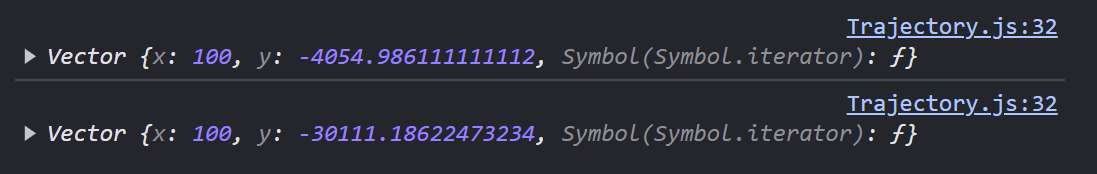 Trajectory.js:32
▶ Vector {x: 100, y: -4054.986111111112, Symbol(Symbol.iterator): ƒ}
Trajectory.js:32
▶ Vector {x: 100, y: -30111.18622473234, Symbol(Symbol.iterator): ƒ}